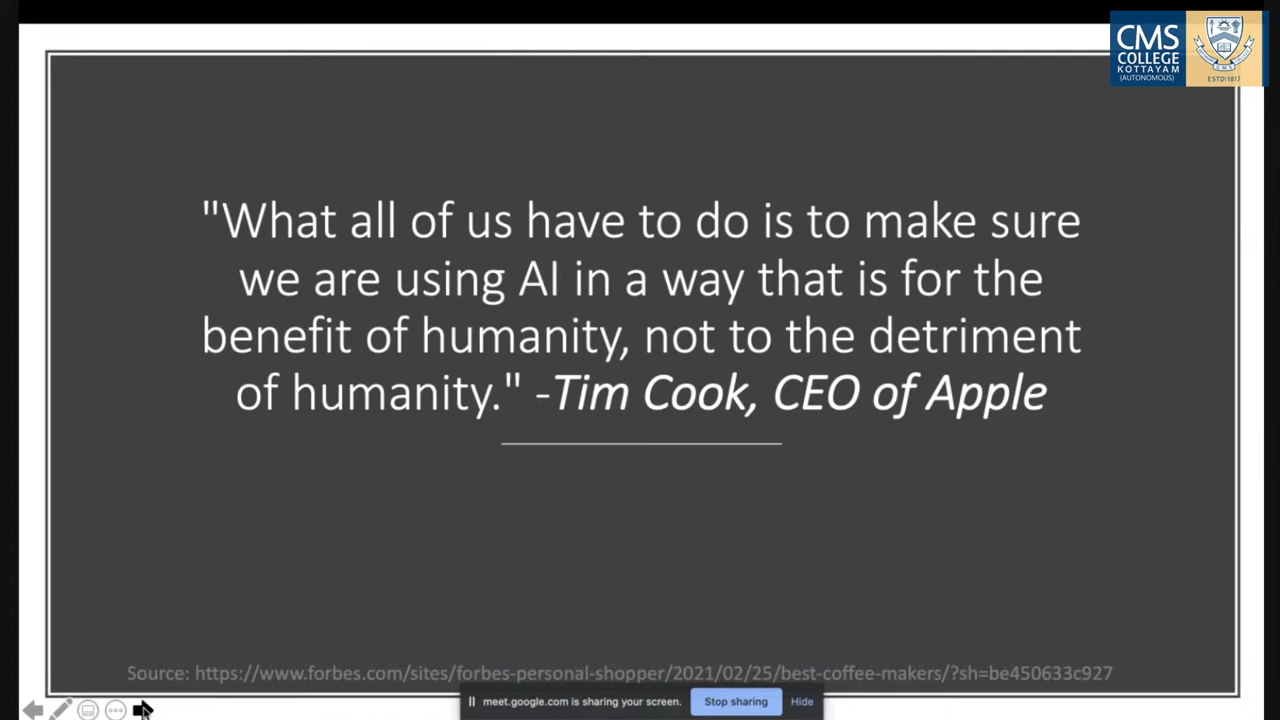 CMS
COLLEGE
KOTTAYAM
(AUTONOMOUS)
ESTD1817
"What all of us have to do is to make sure
we are using AI in a way that is for the
benefit of humanity, not to the detriment
of humanity." -Tim Cook, CEO of Apple
Source: https://www.forbes.com/sites/forbes-personal-shopper/2021/02/25/best-coffee-makers/?sh=be450633c927
meet.google.com is sharing your screen.
Stop sharing
Hide